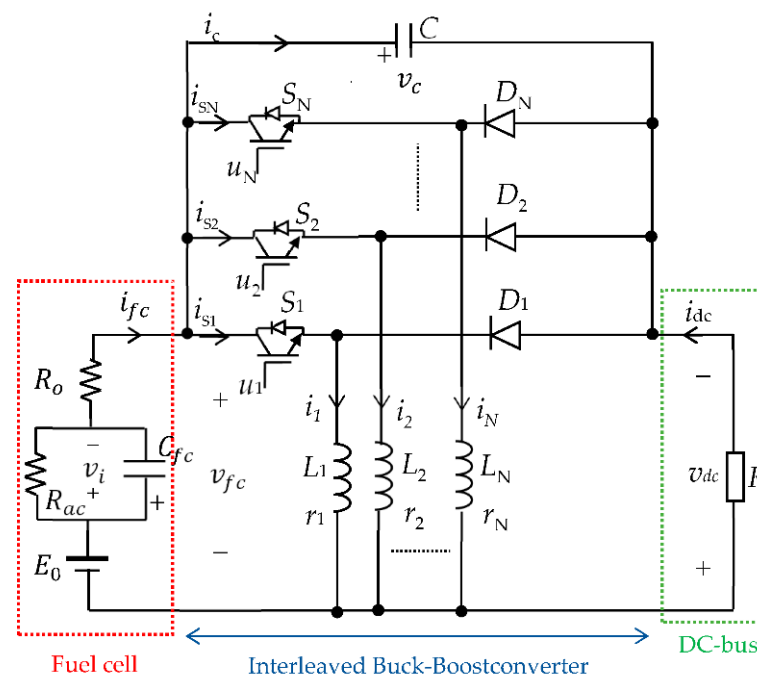 i_c
C
+
v_c
i_SN
S_N
D_N
u_N
i_S2
S_2
D_2
u_2
i_fc
i_S1
S_1
D_1
i_dc
u_1
R_o
+
−
i_1
i_2
i_N
−
C_fc
v_i
L_1
L_2
L_N
v_fc
v_dc
+
R_ac
+
r_1
r_2
r_N
E_0
−
+
DC-bus
Fuel cell
Interleaved Buck-Boostconverter